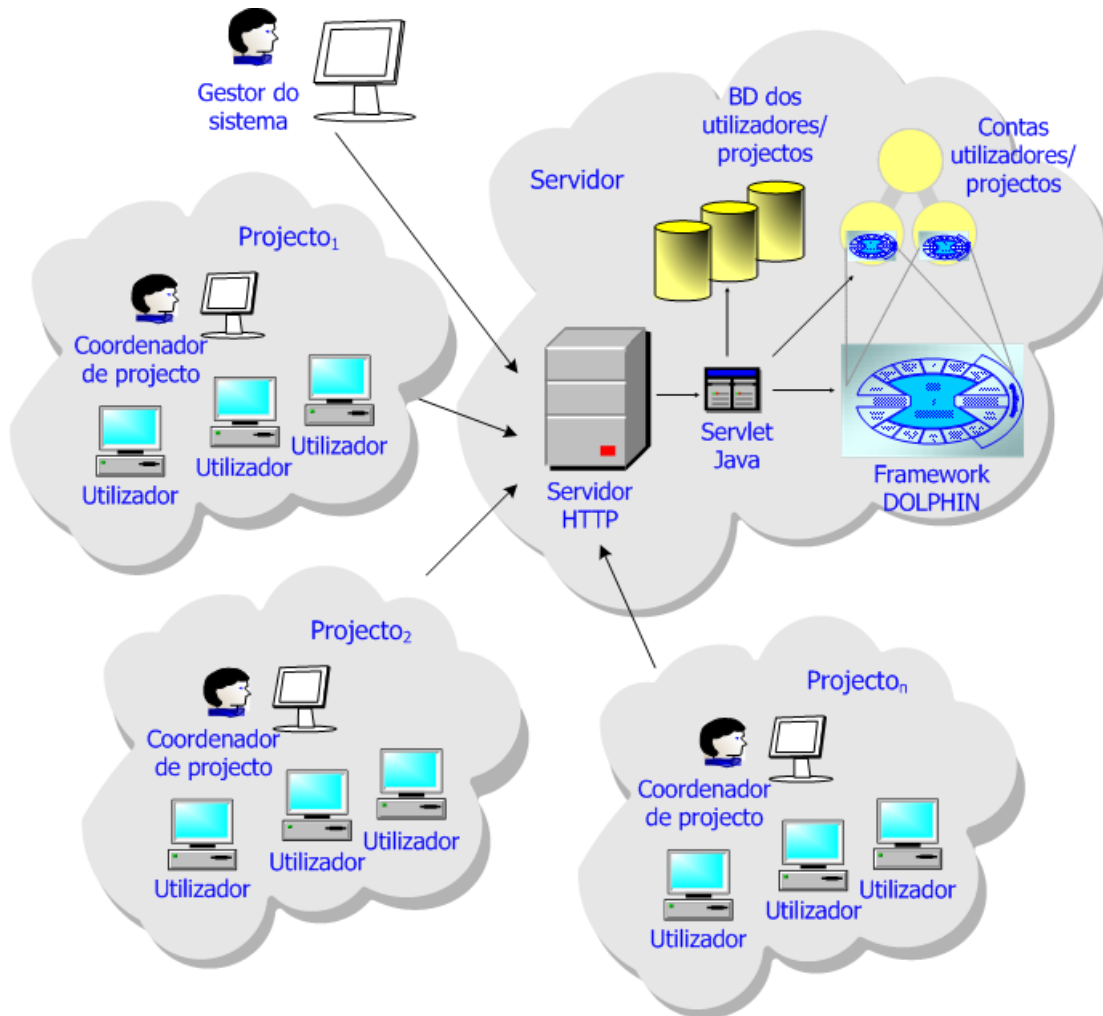 Gestor do
sistema
BD dos
utilizadores/
projectos
Contas
utilizadores/
projectos
Servidor
Projecto₁
Coordenador
de projecto
Utilizador
Utilizador
Utilizador
Servidor
HTTP
Servlet
Java
Framework
DOLPHIN
Projecto₂
Coordenador
de projecto
Utilizador
Utilizador
Utilizador
Projectoₙ
Coordenador
de projecto
Utilizador
Utilizador
Utilizador